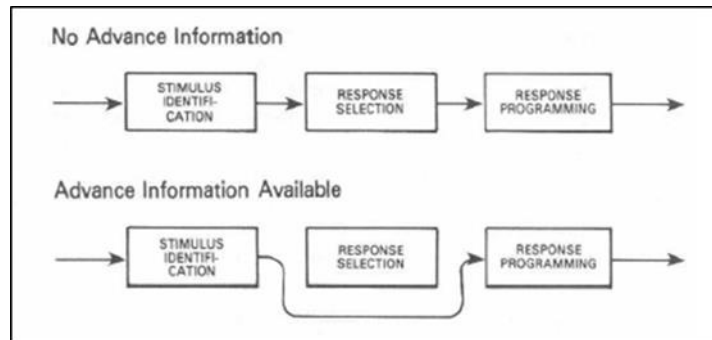 No Advance Information
STIMULUS
IDENTIFI-
CATION
RESPONSE
SELECTION
RESPONSE
PROGRAMMING
Advance Information Available
STIMULUS
IDENTIFI-
CATION
RESPONSE
SELECTION
RESPONSE
PROGRAMMING